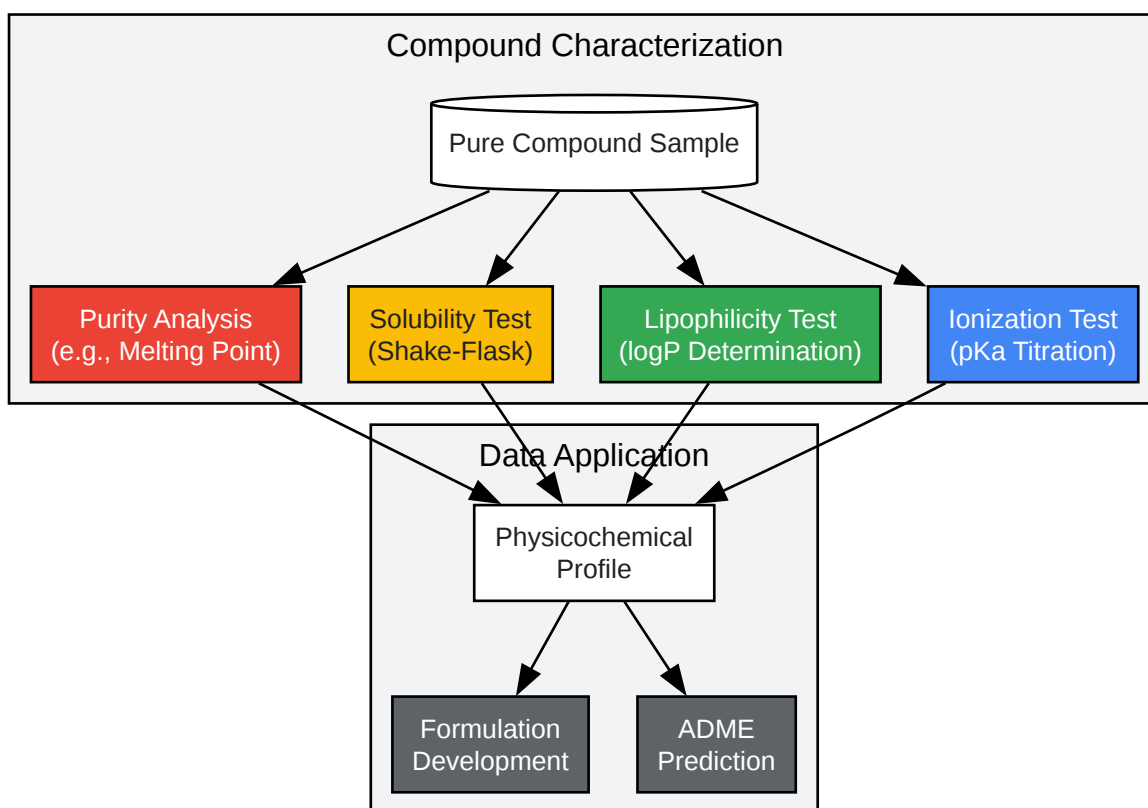 Compound Characterization
Pure Compound Sample
Purity Analysis
(e.g., Melting Point)
Solubility Test
(Shake-Flask)
Lipophilicity Test
(logP Determination)
Ionization Test
(pKa Titration)
Data Application
Physicochemical
Profile
Formulation
Development
ADME
Prediction